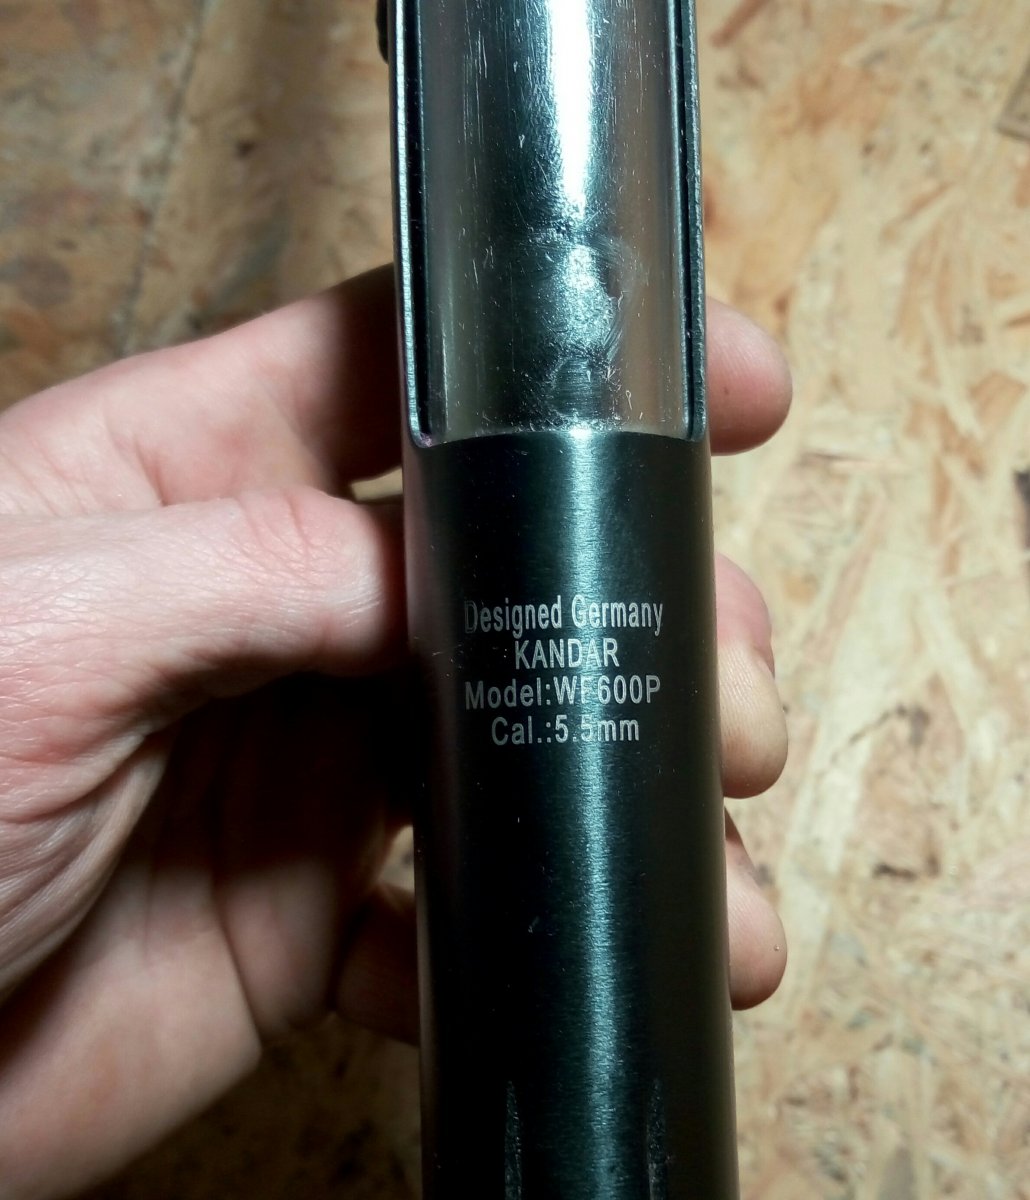 Designed Germany
KANDAR
Model:WF600P
Cal.:5.5mm